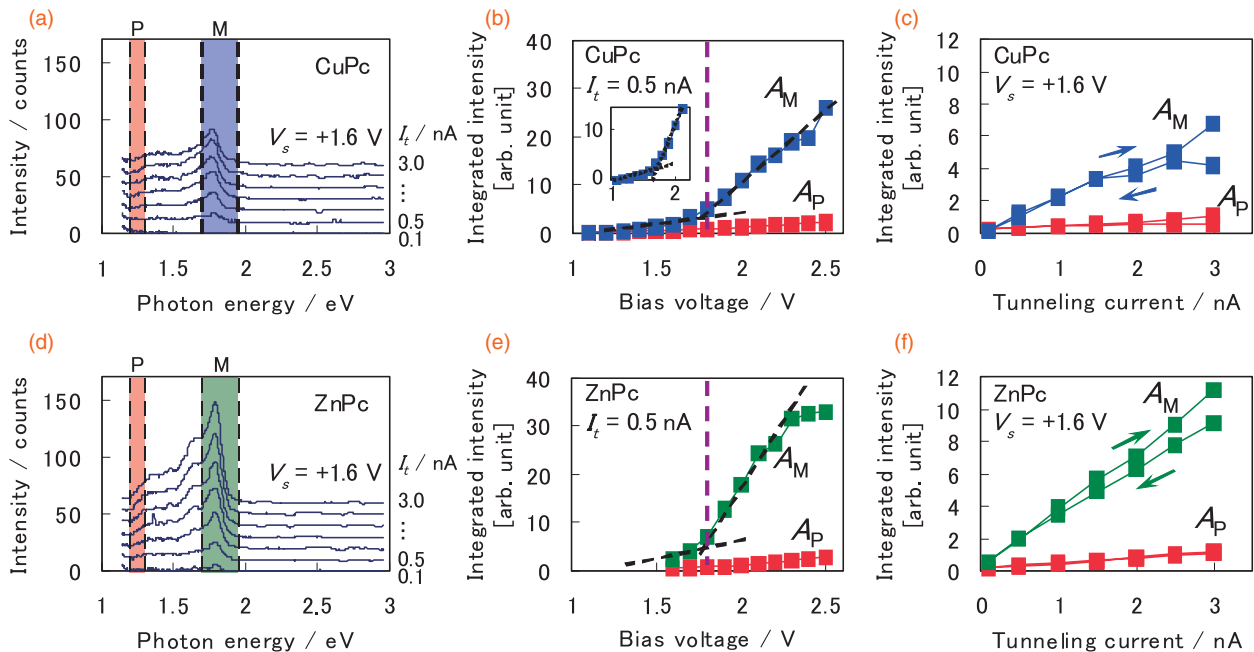 (a)
P M
Intensity / counts
150
100
50
0
CuPc
V_s = +1.6 V
I_t / nA
3.0
⋮
0.5
0.1
1 1.5 2 2.5 3
Photon energy / eV
(b)
Integrated intensity
[arb. unit]
40
30
20
10
0
CuPc
I_t = 0.5 nA
10
0
1 2
A_M
A_P
1 1.5 2 2.5
Bias voltage / V
(c)
Integrated intensity
[arb. unit]
12
10
8
6
4
2
0
CuPc
V_s = +1.6 V
A_M
A_P
0 1 2 3
Tunneling current / nA
(d)
P M
Intensity / counts
150
100
50
0
ZnPc
V_s = +1.6 V
I_t / nA
3.0
⋮
0.5
0.1
1 1.5 2 2.5 3
Photon energy / eV
(e)
Integrated intensity
[arb. unit]
40
30
20
10
0
ZnPc
I_t = 0.5 nA
A_M
A_P
1 1.5 2 2.5
Bias voltage / V
(f)
Integrated intensity
[arb. unit]
12
10
8
6
4
2
0
ZnPc
V_s = +1.6 V
A_M
A_P
0 1 2 3
Tunneling current / nA